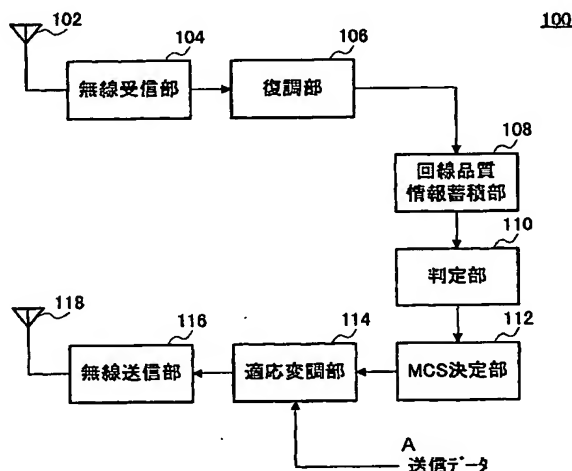 102
100
104
106
無線受信部
復調部
108
回線品質
情報蓄積部
110
判定部
118
116
114
112
無線送信部
適応変調部
MCS決定部
A
送信データ